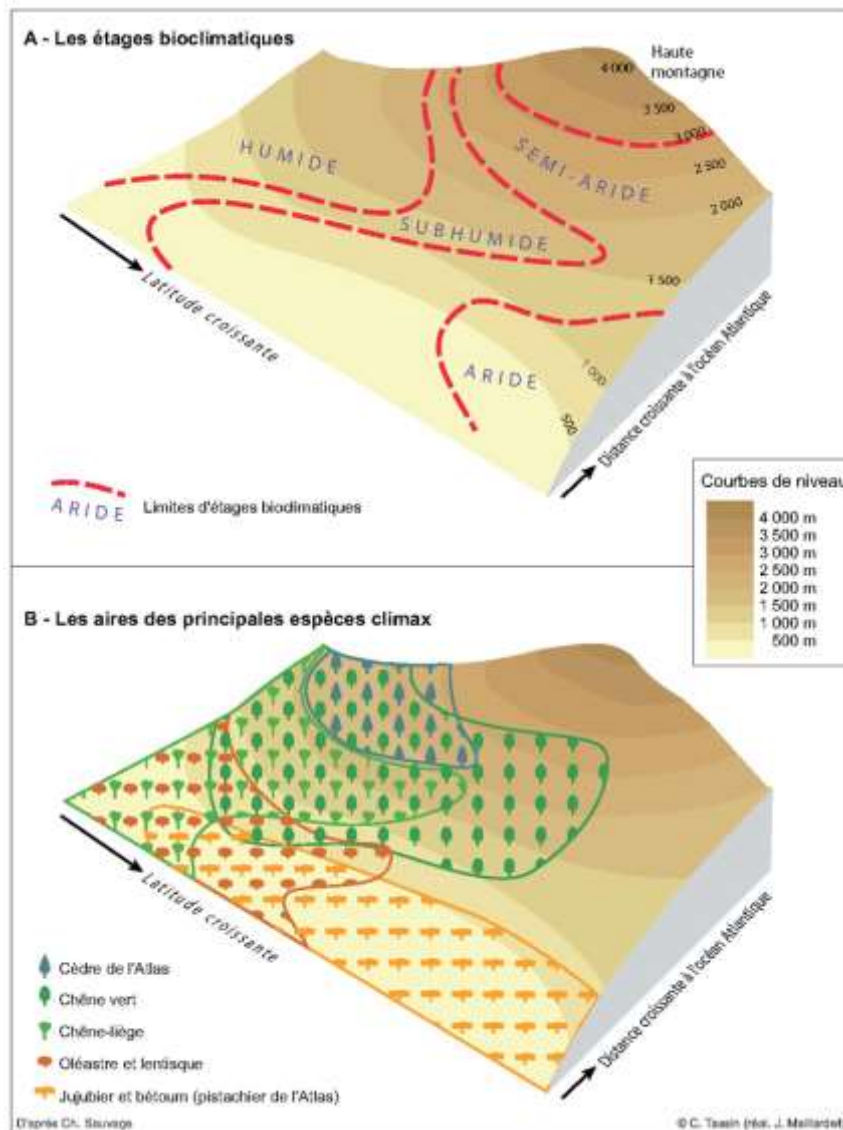 A - Les étages bioclimatiques
Haute
montagne
4 000
3 500
3 000
2 500
2 000
1 500
1 000
500
HUMIDE
SEMI-ARIDE
SUBHUMIDE
ARIDE
Latitude croissante
Distance croissante à l'océan Atlantique
ARIDE
Limites d'étages bioclimatiques
Courbes de niveau
4 000 m
3 500 m
3 000 m
2 500 m
2 000 m
1 500 m
1 000 m
500 m
B - Les aires des principales espèces climax
Latitude croissante
Distance croissante à l'océan Atlantique
Cèdre de l'Atlas
Chêne vert
Chêne-liège
Oléastre et lentisque
Jujubier et bétoum (pistachier de l'Atlas)
D'après Ch. Sauvage
© C. Tassin (réal. J. Maillardet)